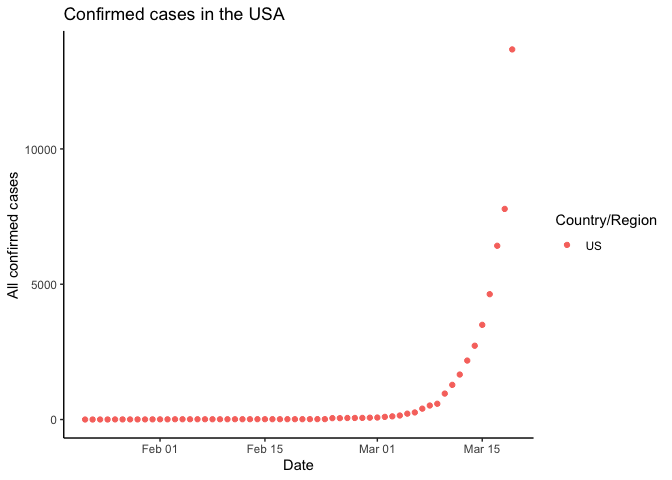 Confirmed cases in the USA
All confirmed cases
10000
5000
0
Feb 01
Feb 15
Mar 01
Mar 15
Date
Country/Region
US